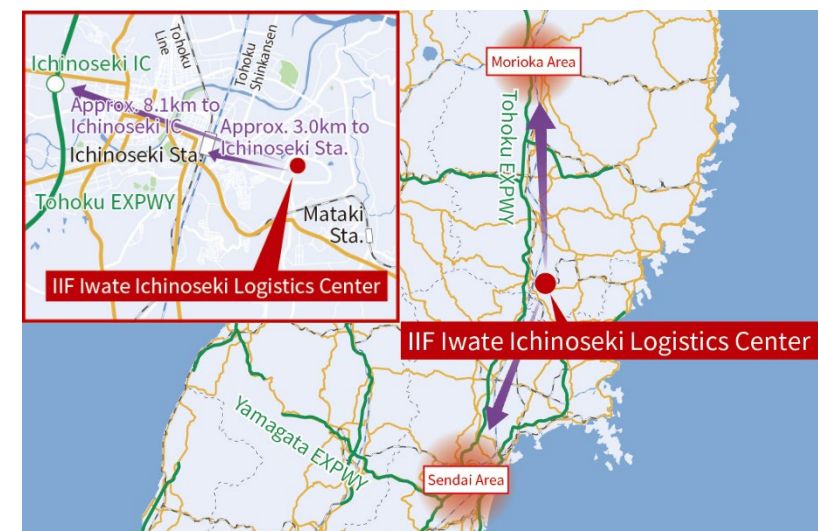 Tohoku
Line
Tohoku
Shinkansen
Ichinoseki IC
Approx. 8.1km to
Ichinoseki IC
Approx. 3.0km to
Ichinoseki Sta.
Ichinoseki Sta.
Tohoku EXPWY
Mataki
Sta.
IIF Iwate Ichinoseki Logistics Center
Morioka Area
Tohoku EXPWY
IIF Iwate Ichinoseki Logistics Center
Yamagata EXPWY
Sendai Area